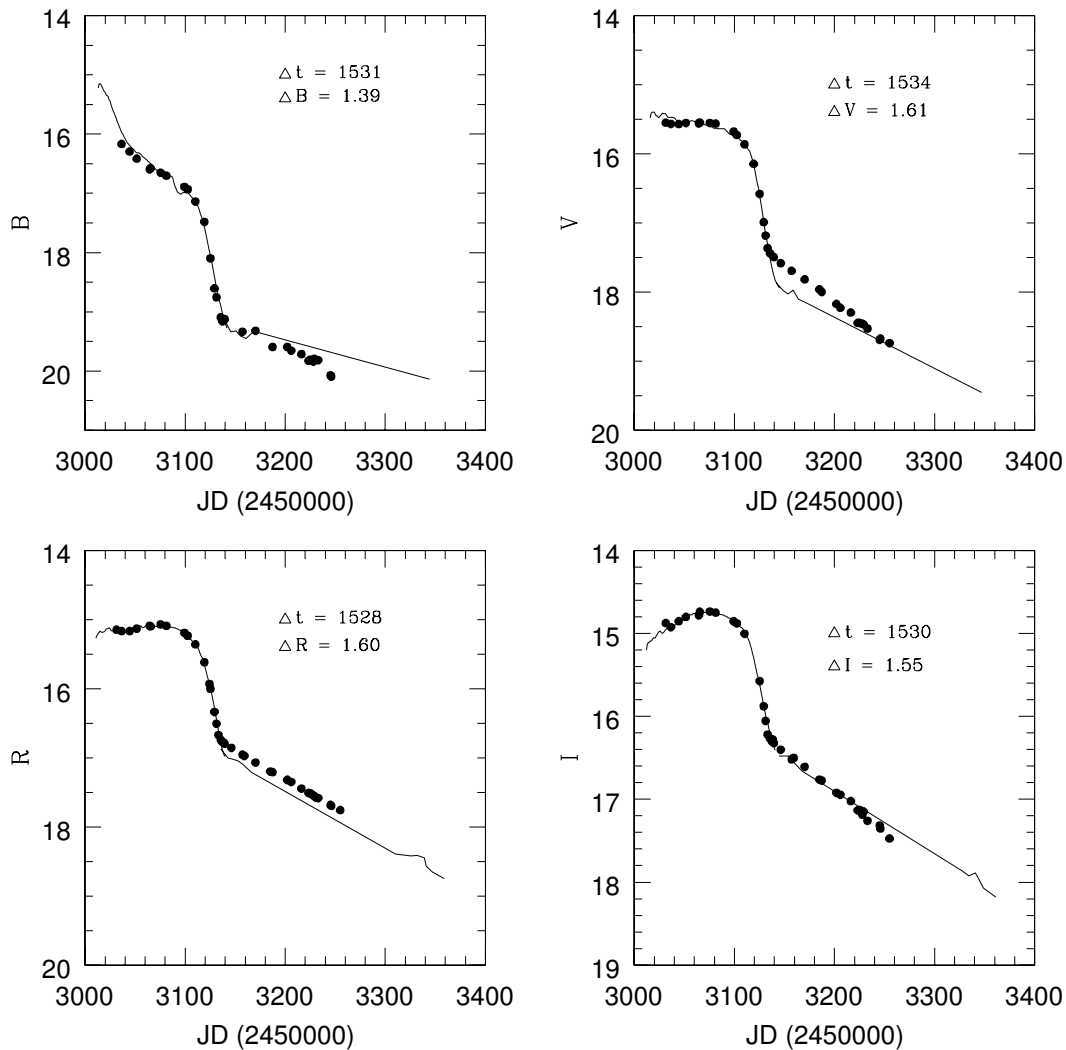 14
16
18
20
B
△t = 1531
△B = 1.39
3000 3100 3200 3300 3400
JD (2450000)
14
16
18
20
V
△t = 1534
△V = 1.61
3000 3100 3200 3300 3400
JD (2450000)
14
16
18
20
R
△t = 1528
△R = 1.60
3000 3100 3200 3300 3400
JD (2450000)
14
15
16
17
18
19
I
△t = 1530
△I = 1.55
3000 3100 3200 3300 3400
JD (2450000)